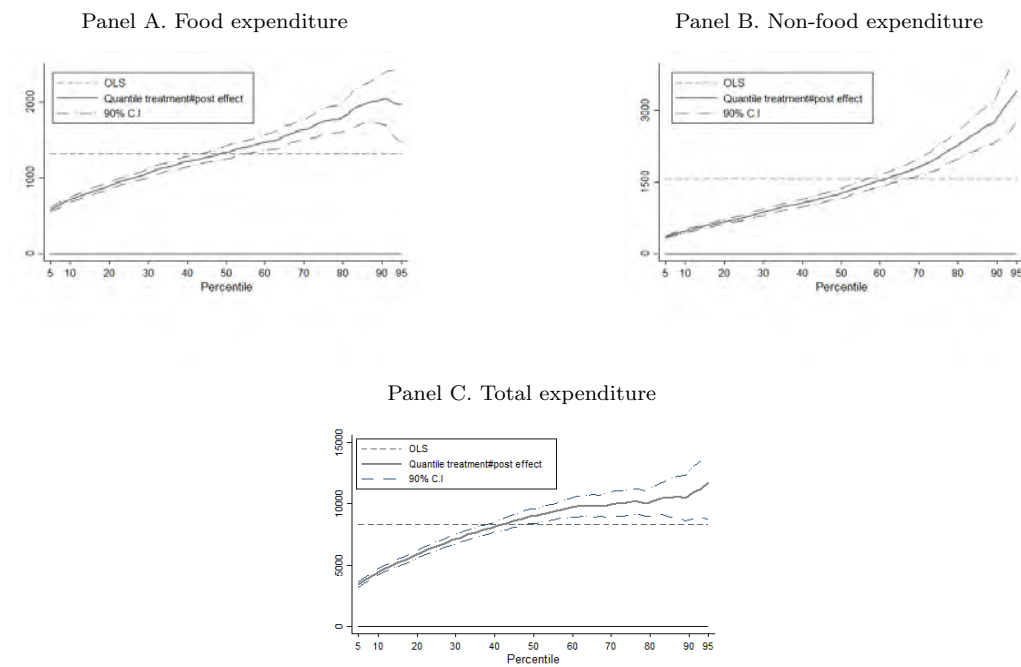 Panel A. Food expenditure
OLS
Quantile treatment#post effect
90% C.I
0
1000
2000
5 10 20 30 40 50 60 70 80 90 95
Percentile
Panel B. Non-food expenditure
OLS
Quantile treatment#post effect
90% C.I
0
1500
3000
5 10 20 30 40 50 60 70 80 90 95
Percentile
Panel C. Total expenditure
OLS
Quantile treatment#post effect
90% C.I
0
5000
10000
15000
5 10 20 30 40 50 60 70 80 90 95
Percentile